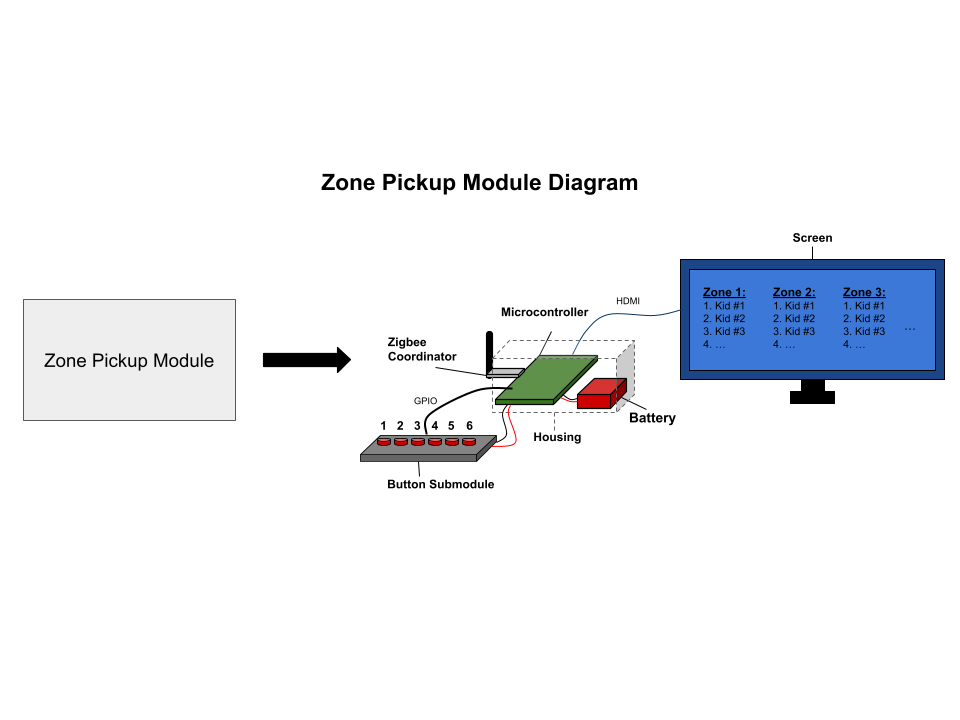 Zone Pickup Module Diagram
Zone Pickup Module
Zigbee
Coordinator
Microcontroller
HDMI
Screen
Zone 1:
1. Kid #1
2. Kid #2
3. Kid #3
4. …
Zone 2:
1. Kid #1
2. Kid #2
3. Kid #3
4. …
Zone 3:
1. Kid #1
2. Kid #2
3. Kid #3
4. …
…
GPIO
Battery
1 2 3 4 5 6
Housing
Button Submodule